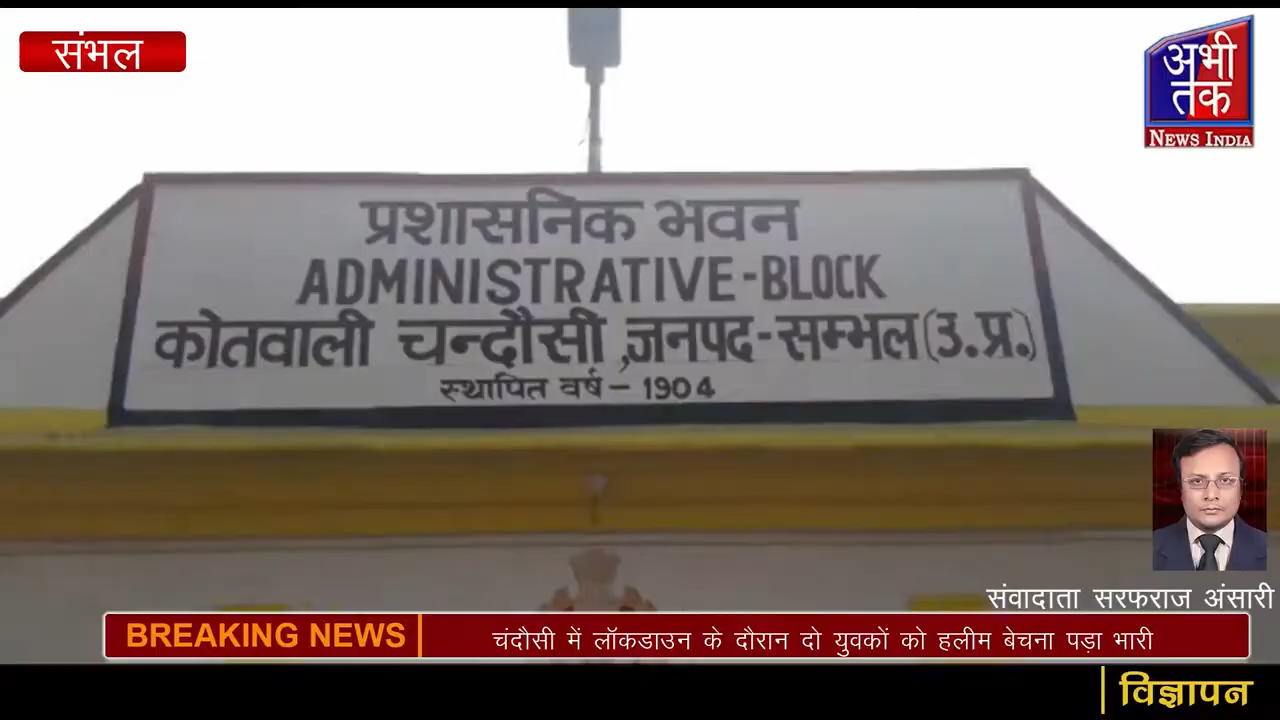 संभल
अभी
तक
NEWS INDIA
प्रशासनिक भवन
ADMINISTRATIVE-BLOCK
कोतवाली चन्दौसी ,जनपद-सम्भल(उ.प्र.)
स्थापित वर्ष – 1904
संवादाता सरफराज अंसारी
BREAKING NEWS
चंदौसी में लॉकडाउन के दौरान दो युवकों को हलीम बेचना पड़ा भारी
विज्ञापन